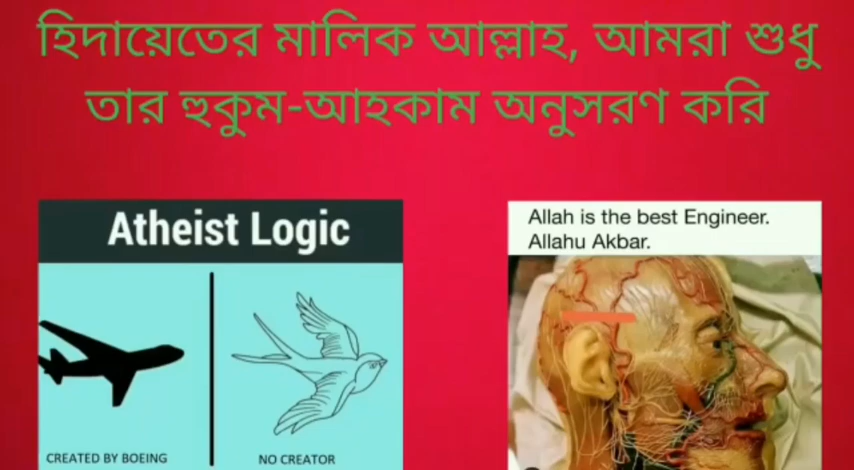 হিদায়েতের মালিক আল্লাহ, আমরা শুধু
তার হুকুম-আহকাম অনুসরণ করি
Atheist Logic
CREATED BY BOEING
NO CREATOR
Allah is the best Engineer.
Allahu Akbar.